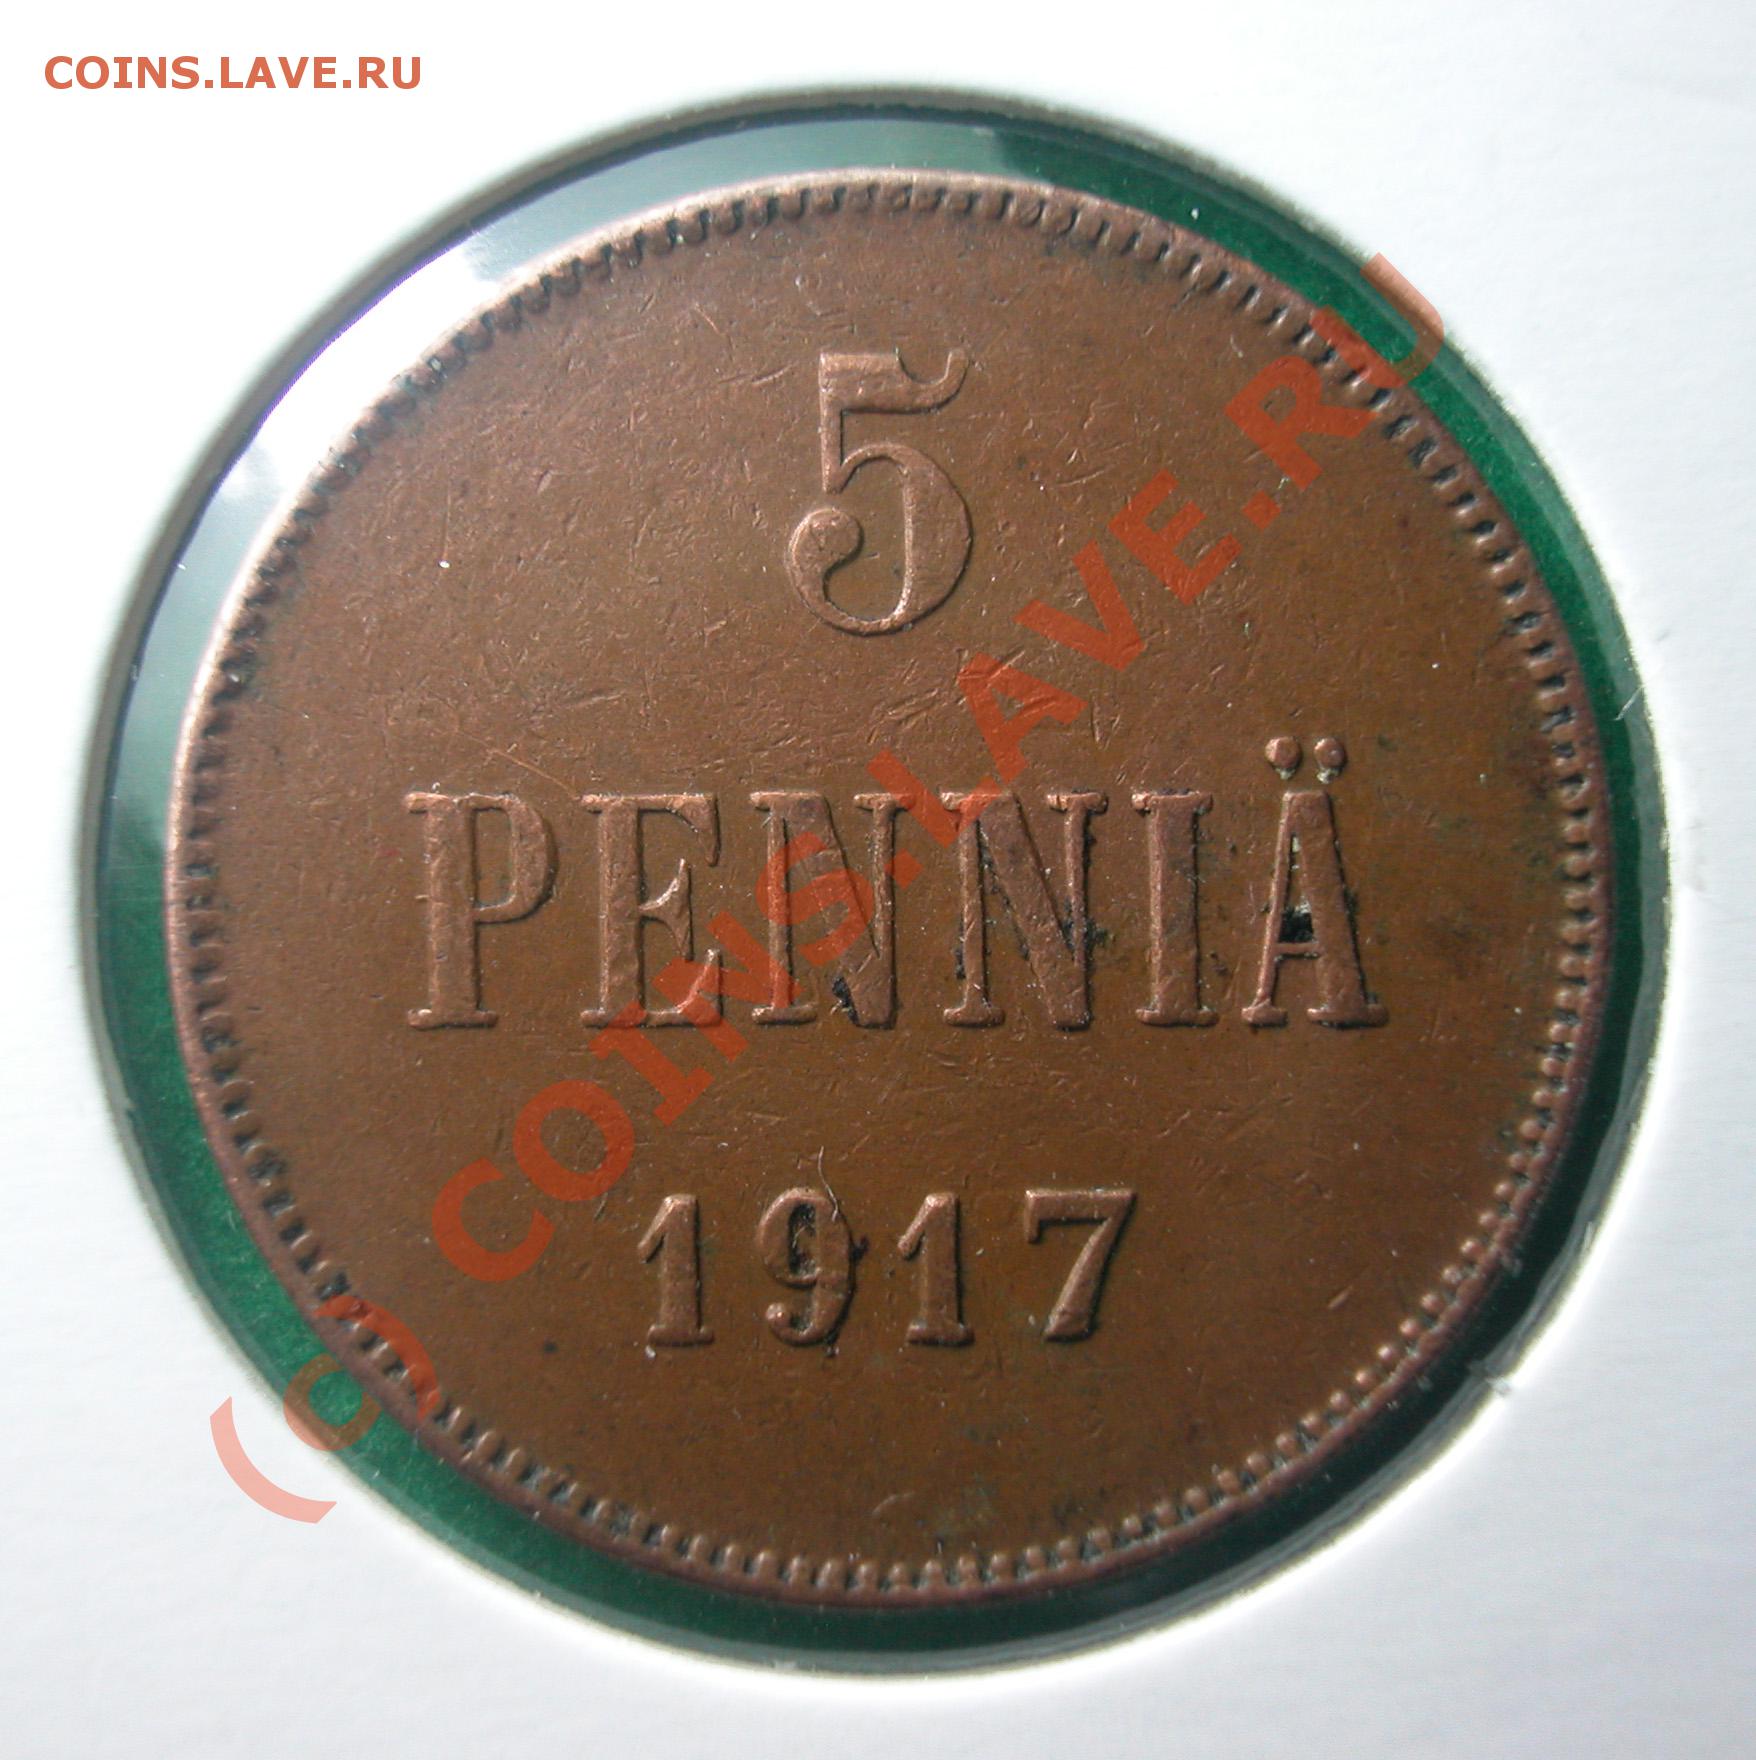 COINS.LAVE.RU
5
PENNIÄ
1917
(c) COINS.LAVE.RU